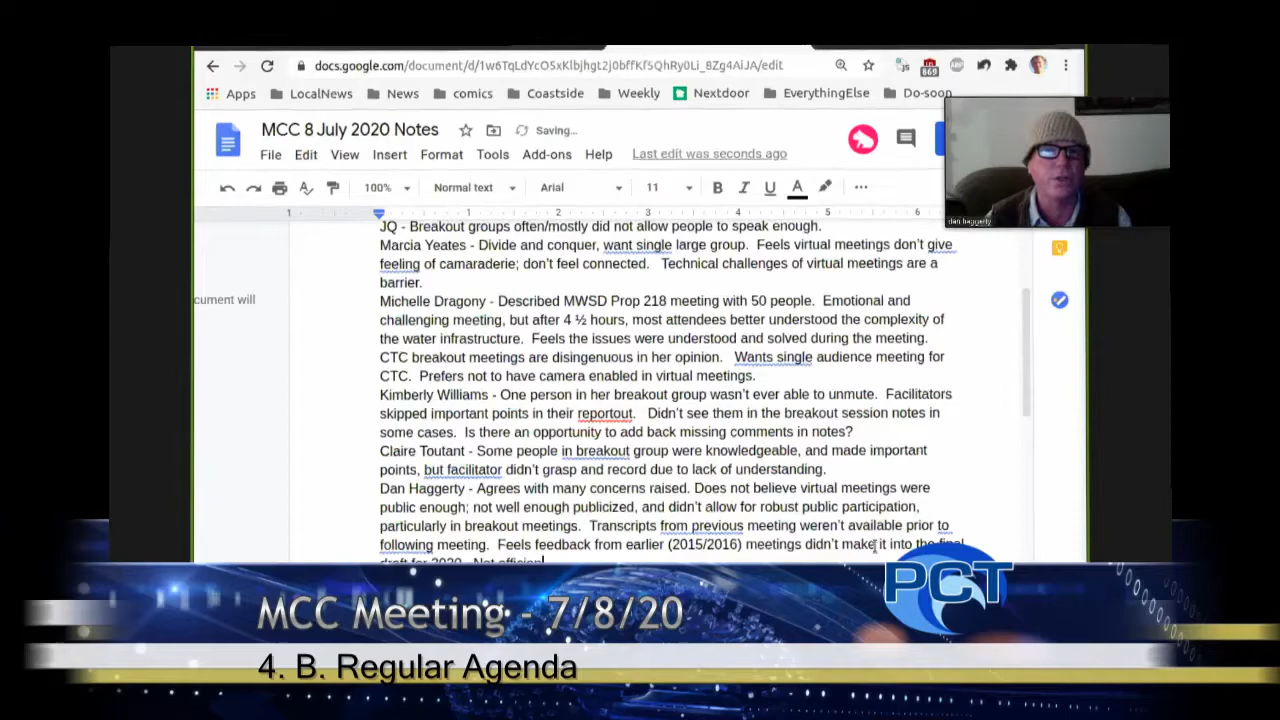 docs.google.com/document/d/1w6TqLdYcO5xKlbjhgt2j0bffKf5QhRy0Li_8Zg4AiJA/edit
869
ABP
Apps LocalNews News comics Coastside Weekly Nextdoor EverythingElse Do-soon
MCC 8 July 2020 Notes Saving...
File Edit View Insert Format Tools Add-ons Help Last edit was seconds ago
100% Normal text Arial 11 B I U A
1 1 2 3 4 5 6
JQ - Breakout groups often/mostly did not allow people to speak enough.
Marcia Yeates - Divide and conquer, want single large group. Feels virtual meetings don't give
feeling of camaraderie; don't feel connected. Technical challenges of virtual meetings are a
barrier.
cument will
Michelle Dragony - Described MWSD Prop 218 meeting with 50 people. Emotional and
challenging meeting, but after 4 ½ hours, most attendees better understood the complexity of
the water infrastructure. Feels the issues were understood and solved during the meeting.
CTC breakout meetings are disingenuous in her opinion. Wants single audience meeting for
CTC. Prefers not to have camera enabled in virtual meetings.
Kimberly Williams - One person in her breakout group wasn't ever able to unmute. Facilitators
skipped important points in their reportout. Didn't see them in the breakout session notes in
some cases. Is there an opportunity to add back missing comments in notes?
Claire Toutant - Some people in breakout group were knowledgeable, and made important
points, but facilitator didn't grasp and record due to lack of understanding.
Dan Haggerty - Agrees with many concerns raised. Does not believe virtual meetings were
public enough; not well enough publicized, and didn't allow for robust public participation,
particularly in breakout meetings. Transcripts from previous meeting weren't available prior to
following meeting. Feels feedback from earlier (2015/2016) meetings didn't make it into the final
draft for 2020. Not
dan haggerty
PCT
MCC Meeting - 7/8/20
4. B. Regular Agenda